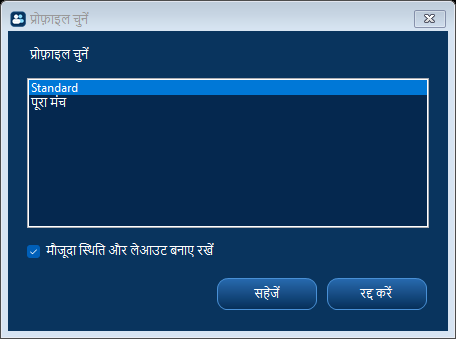 प्रोफ़ाइल चुनें
प्रोफ़ाइल चुनें
Standard
पूरा मंच
मौजूदा स्थिति और लेआउट बनाए रखें
सहेजें
रद्द करें